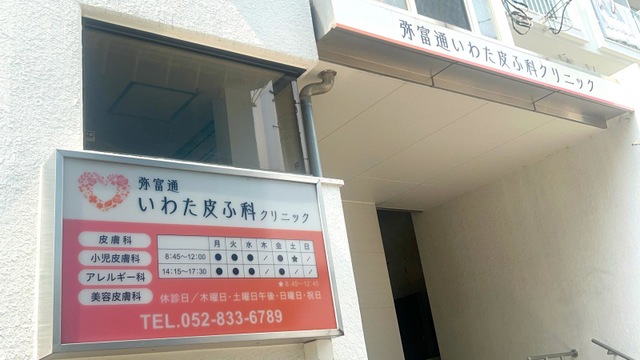 弥富通いわた皮ふ科クリニック
弥富通
いわた皮ふ科クリニック
皮膚科
小児皮膚科
アレルギー科
美容皮膚科
月 火 水 木 金 土 日
8:45~12:00 ● ● ● / ● ★ /
14:15~17:30 ● ● ● / ● / /
★8:45~12:45
休診日/木曜日・土曜日午後・日曜日・祝日
TEL.052-833-6789